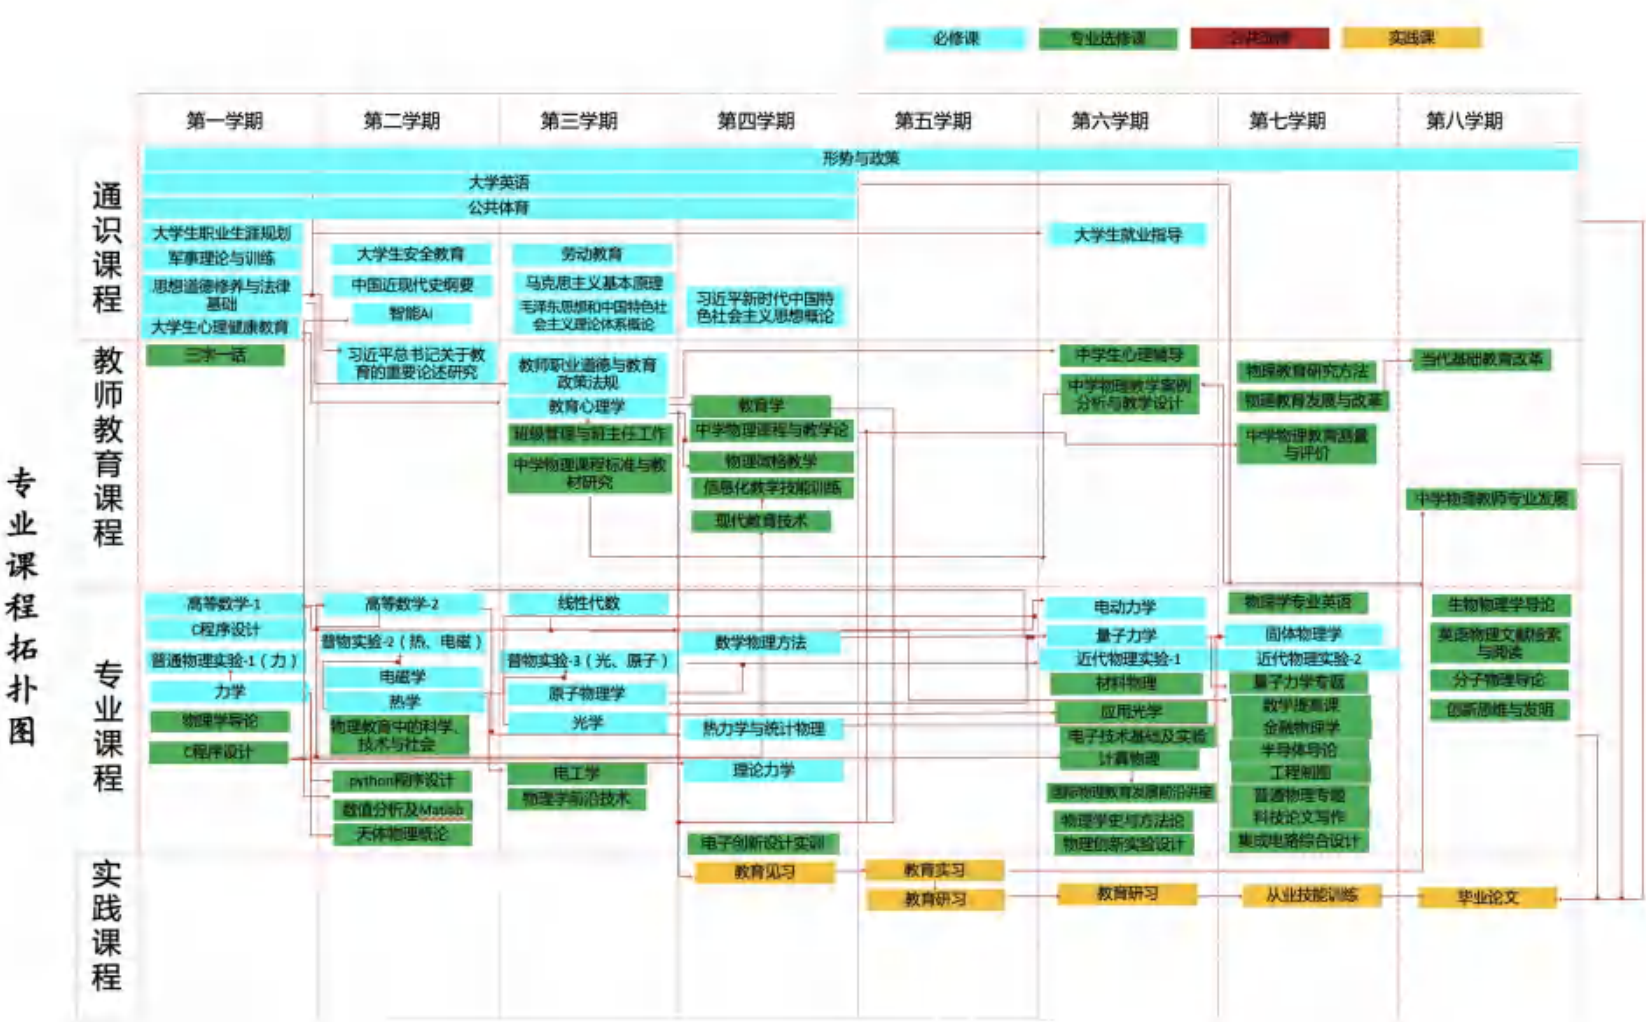 必修课
专业选修课
公共选修
实践课
第一学期
第二学期
第三学期
第四学期
第五学期
第六学期
第七学期
第八学期
专业课程拓扑图
通识课程
形势与政策
大学英语
公共体育
大学生职业生涯规划
军事理论与训练
思想道德修养与法律
基础
大学生心理健康教育
大学生安全教育
中国近现代史纲要
智能Ai
劳动教育
马克思主义基本原理
毛泽东思想和中国特色社
会主义理论体系概论
习近平新时代中国特
色社会主义思想概论
大学生就业指导
教师教育课程
三字一话
习近平总书记关于教
育的重要论述研究
教师职业道德与教育
政策法规
教育心理学
班级管理与班主任工作
中学物理课程标准与教
材研究
教育学
中学物理课程与教学论
物理微格教学
信息化教学技能训练
现代教育技术
中学生心理辅导
中学物理教学案例
分析与教学设计
物理教育研究方法
物理教育发展与改革
中学物理教育测量
与评价
当代基础教育改革
中学物理教师专业发展
专业课程
高等数学-1
C程序设计
普通物理实验-1（力）
力学
物理学导论
C程序设计
高等数学-2
普物实验-2（热、电磁）
电磁学
热学
物理教育中的科学、
技术与社会
python程序设计
数值分析及Matlab
天体物理概论
线性代数
普物实验-3（光、原子）
原子物理学
光学
电工学
物理学前沿技术
数学物理方法
热力学与统计物理
理论力学
电子创新设计实训
电动力学
量子力学
近代物理实验-1
材料物理
应用光学
电子技术基础及实验
计算物理
国际物理教育发展前沿讲座
物理学史与方法论
物理创新实验设计
物理学专业英语
固体物理学
近代物理实验-2
量子力学专题
数学提高课
金融物理学
半导体导论
工程制图
普通物理专题
科技论文写作
集成电路综合设计
生物物理学导论
英语物理文献检索
与阅读
分子物理导论
创新思维与发明
实践课程
教育见习
教育实习
教育研习
教育研习
从业技能训练
毕业论文